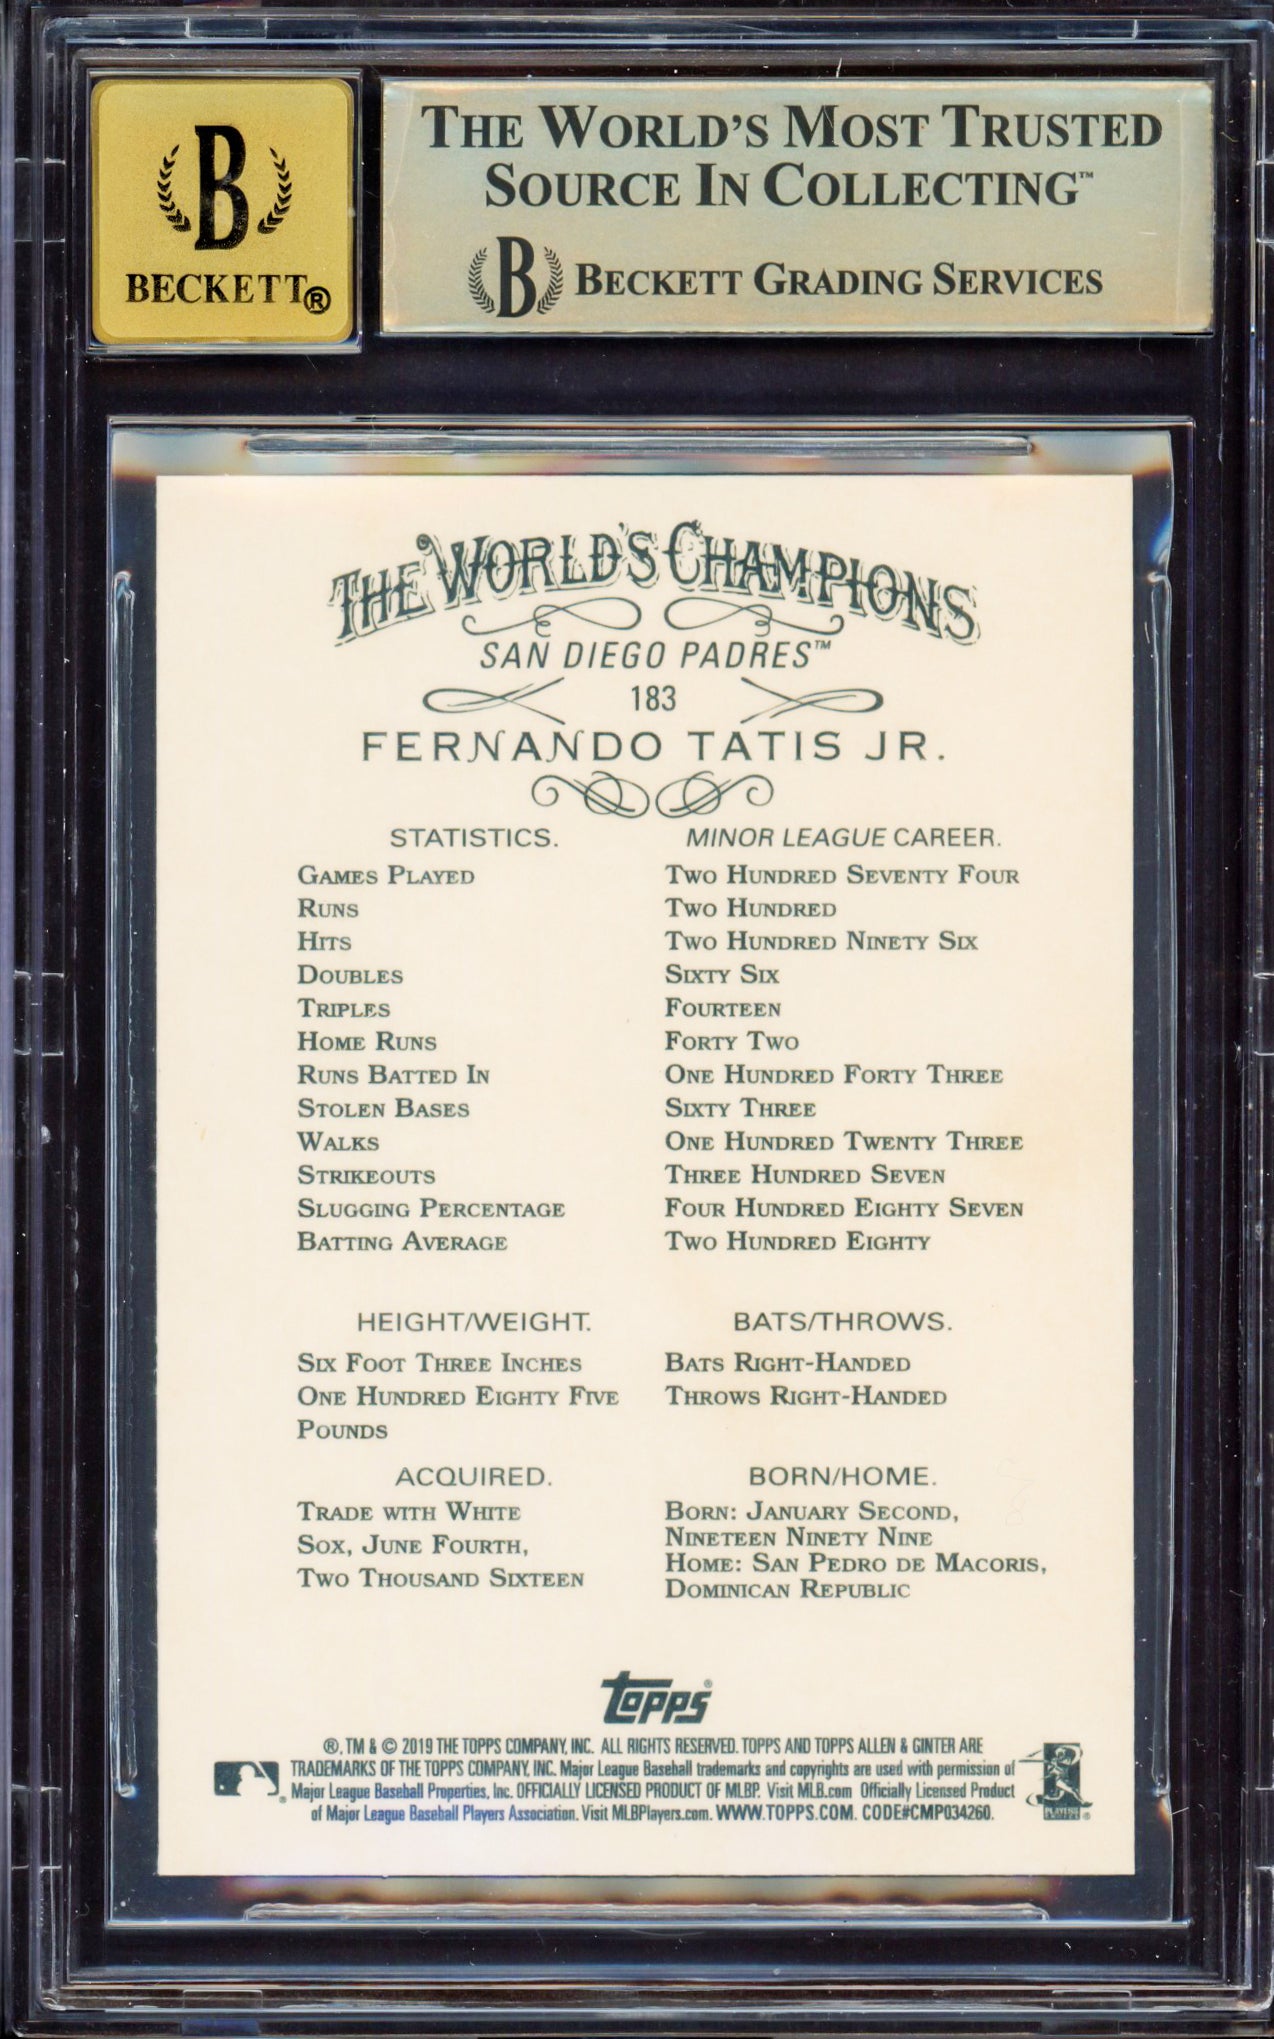 B
BECKETT®
THE WORLD'S MOST TRUSTED
SOURCE IN COLLECTING™
B BECKETT GRADING SERVICES
THE WORLD'S CHAMPIONS
SAN DIEGO PADRES™
183
FERNANDO TATIS JR.
STATISTICS. MINOR LEAGUE CAREER.
GAMES PLAYED TWO HUNDRED SEVENTY FOUR
RUNS TWO HUNDRED
HITS TWO HUNDRED NINETY SIX
DOUBLES SIXTY SIX
TRIPLES FOURTEEN
HOME RUNS FORTY TWO
RUNS BATTED IN ONE HUNDRED FORTY THREE
STOLEN BASES SIXTY THREE
WALKS ONE HUNDRED TWENTY THREE
STRIKEOUTS THREE HUNDRED SEVEN
SLUGGING PERCENTAGE FOUR HUNDRED EIGHTY SEVEN
BATTING AVERAGE TWO HUNDRED EIGHTY
HEIGHT/WEIGHT.
SIX FOOT THREE INCHES
ONE HUNDRED EIGHTY FIVE
POUNDS
BATS/THROWS.
BATS RIGHT-HANDED
THROWS RIGHT-HANDED
ACQUIRED.
TRADE WITH WHITE
SOX, JUNE FOURTH,
TWO THOUSAND SIXTEEN
BORN/HOME.
BORN: JANUARY SECOND,
NINETEEN NINETY NINE
HOME: SAN PEDRO DE MACORIS,
DOMINICAN REPUBLIC
topps®
®, TM & © 2019 THE TOPPS COMPANY, INC. ALL RIGHTS RESERVED. TOPPS AND TOPPS ALLEN & GINTER ARE
TRADEMARKS OF THE TOPPS COMPANY, INC. Major League Baseball trademarks and copyrights are used with permission of
Major League Baseball Properties, Inc. OFFICIALLY LICENSED PRODUCT OF MLBP. Visit MLB.com Officially Licensed Product
of Major League Baseball Players Association. Visit MLBPlayers.com. WWW.TOPPS.COM. CODE#CMP034260.